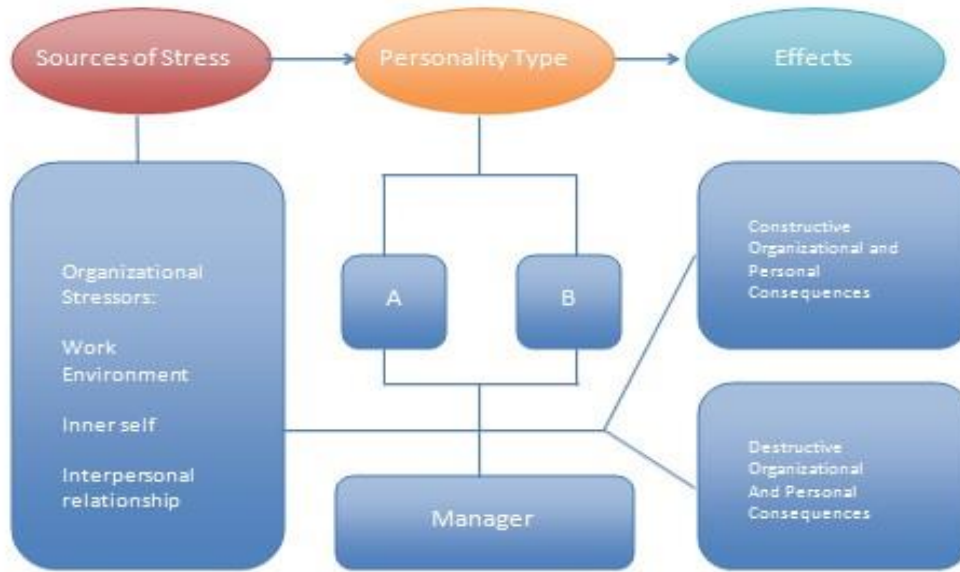 Sources of Stress
Personality Type
Effects
Organizational
Stressors:
Work
Environment
Inner self
Interpersonal
relationship
A
B
Manager
Constructive
Organizational and
Personal
Consequences
Destructive
Organizational
And Personal
Consequences